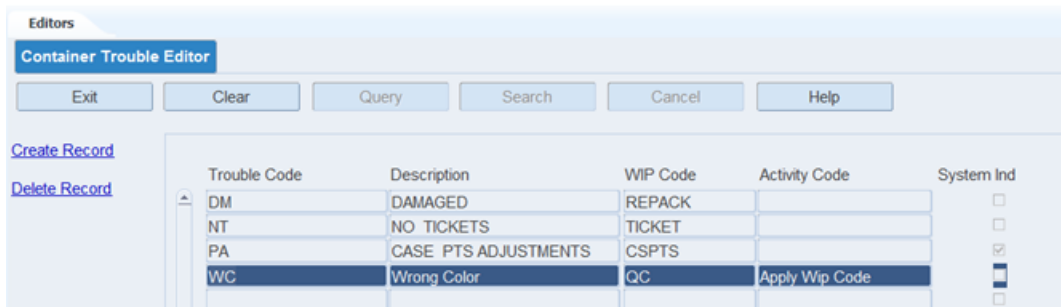 Editors
Container Trouble Editor
Exit Clear Query Search Cancel Help
Create Record
Delete Record
Trouble Code Description WIP Code Activity Code System Ind
DM DAMAGED REPACK
NT NO TICKETS TICKET
PA CASE PTS ADJUSTMENTS CSPTS
WC Wrong Color QC Apply Wip Code